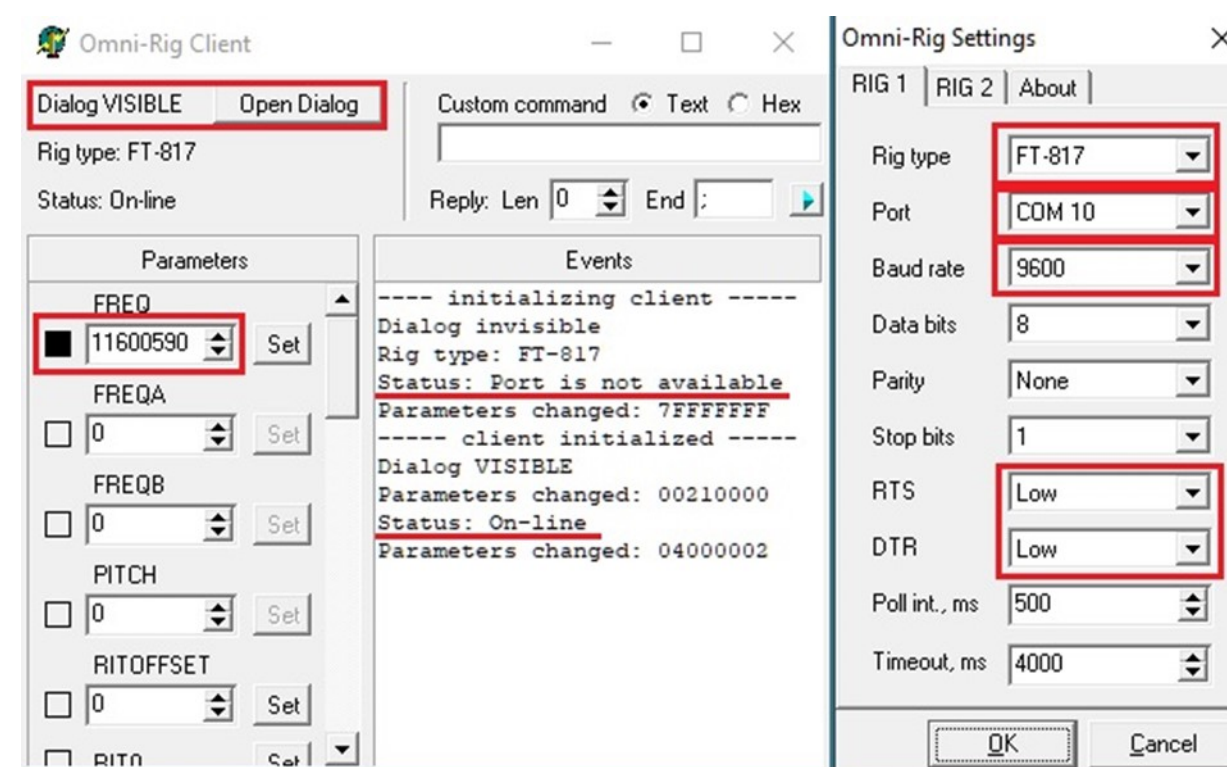 Omni-Rig Client
Dialog VISIBLE Open Dialog
Rig type: FT-817
Status: On-line
Custom command Text Hex
Reply: Len 0 End ;
Parameters
FREQ
11600590 Set
FREQA
0 Set
FREQB
0 Set
PITCH
0 Set
RITOFFSET
0 Set
Events
---- initializing client -----
Dialog invisible
Rig type: FT-817
Status: Port is not available
Parameters changed: 7FFFFFFF
----- client initialized -----
Dialog VISIBLE
Parameters changed: 00210000
Status: On-line
Parameters changed: 04000002
Omni-Rig Settings
RIG 1 RIG 2 About
Rig type FT-817
Port COM 10
Baud rate 9600
Data bits 8
Parity None
Stop bits 1
RTS Low
DTR Low
Poll int., ms 500
Timeout, ms 4000
OK Cancel